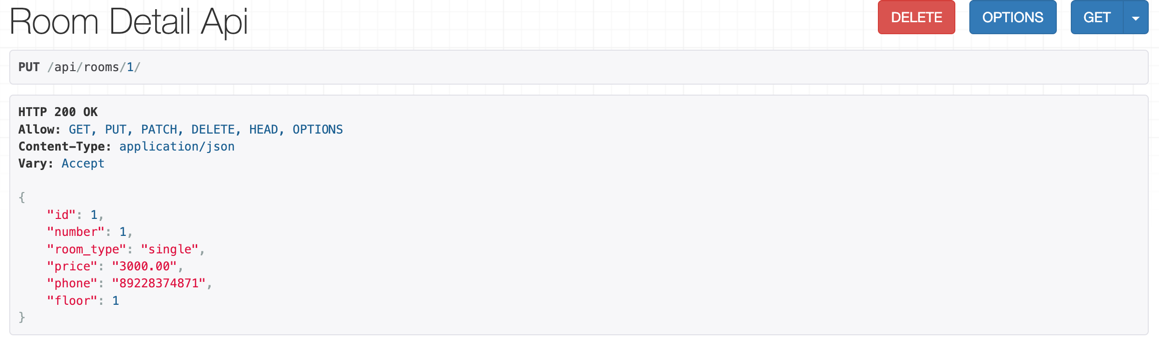 Room Detail Api
DELETE
OPTIONS
GET
PUT /api/rooms/1/
HTTP 200 OK
Allow: GET, PUT, PATCH, DELETE, HEAD, OPTIONS
Content-Type: application/json
Vary: Accept
{
"id": 1,
"number": 1,
"room_type": "single",
"price": "3000.00",
"phone": "89228374871",
"floor": 1
}